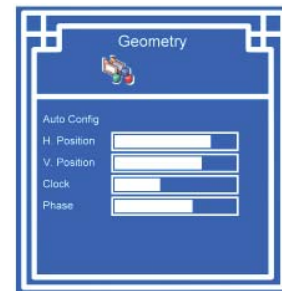 Geometry
Auto Config
H. Position
V. Position
Clock
Phase